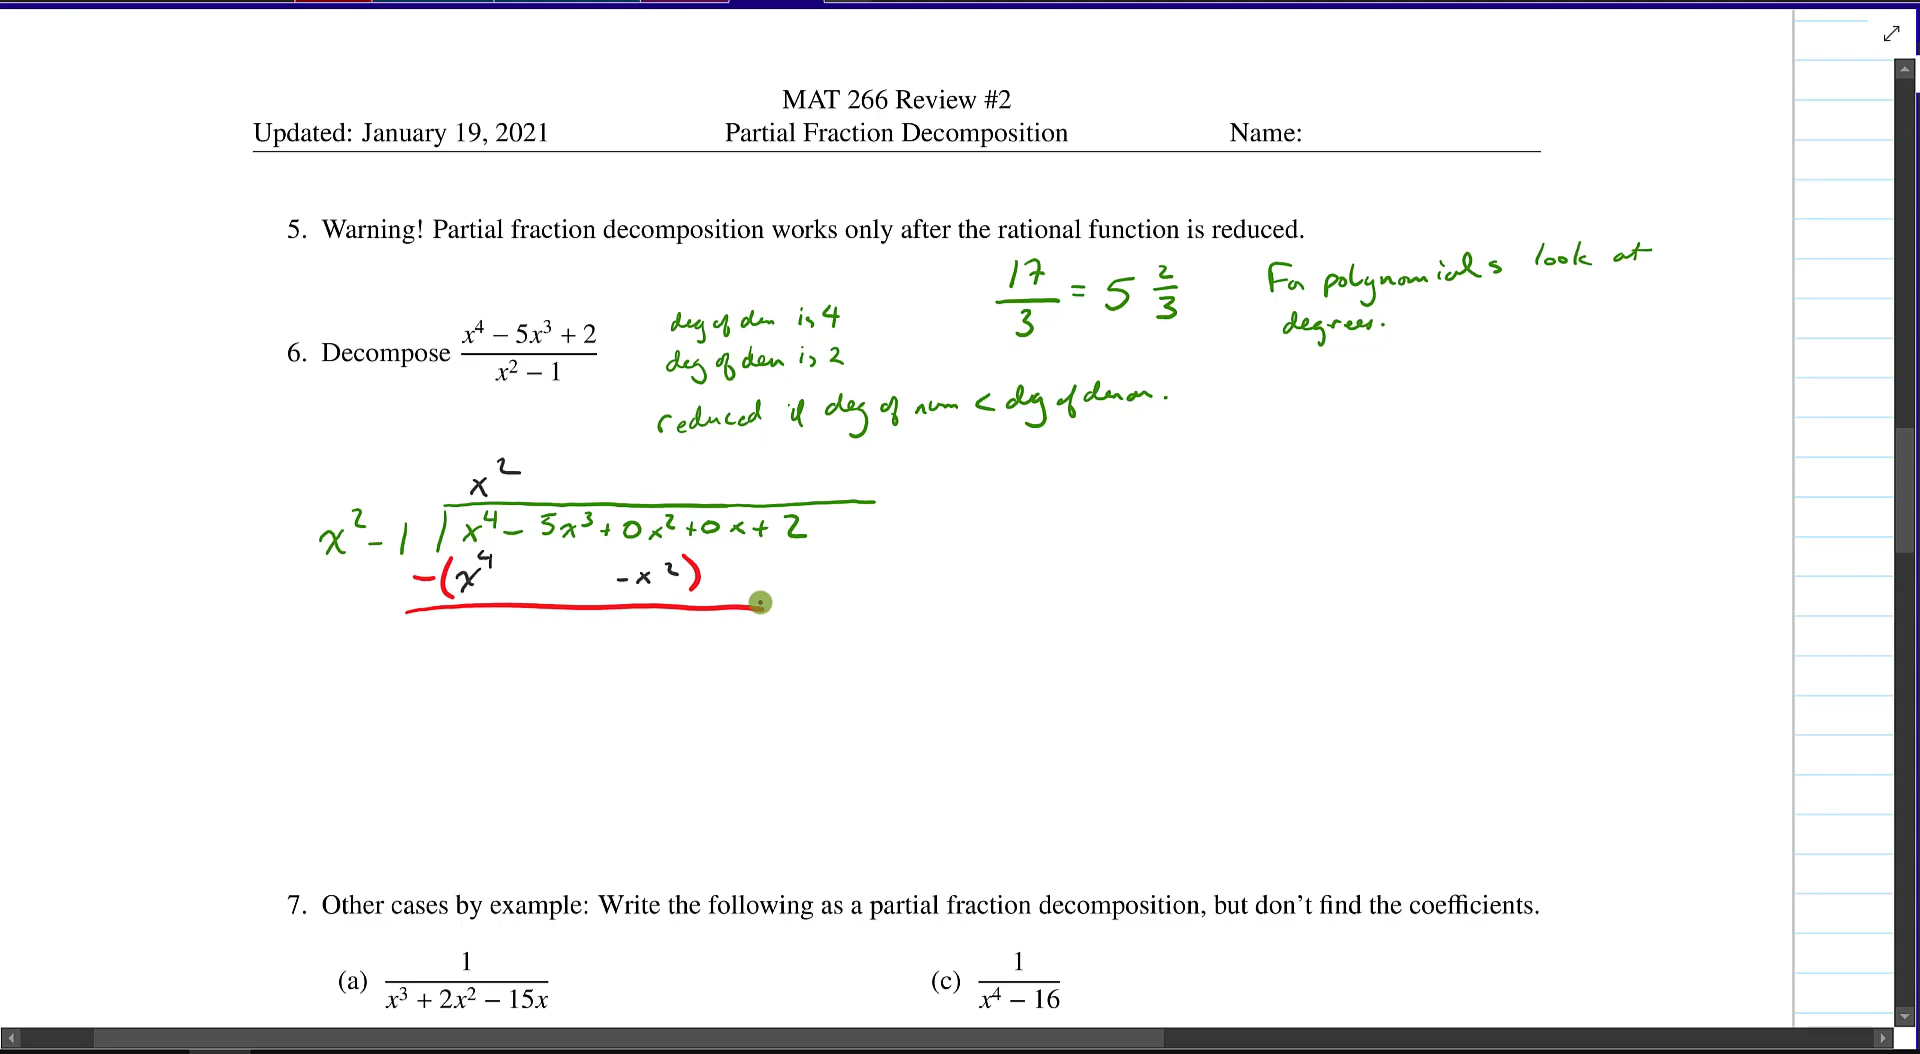 MAT 266 Review #2
Updated: January 19, 2021 Partial Fraction Decomposition Name:
5. Warning! Partial fraction decomposition works only after the rational function is reduced.
17/3 = 5 2/3
For polynomials look at
degrees.
6. Decompose (x⁴ − 5x³ + 2)/(x² − 1)
deg of den is 4
deg of den is 2
reduced if deg of num < deg of denom.
x²
x² - 1 | x⁴ - 5x³ + 0x² + 0x + 2
-(x⁴ - x²)
7. Other cases by example: Write the following as a partial fraction decomposition, but don’t find the coefficients.
(a) 1/(x³ + 2x² − 15x) (c) 1/(x⁴ − 16)